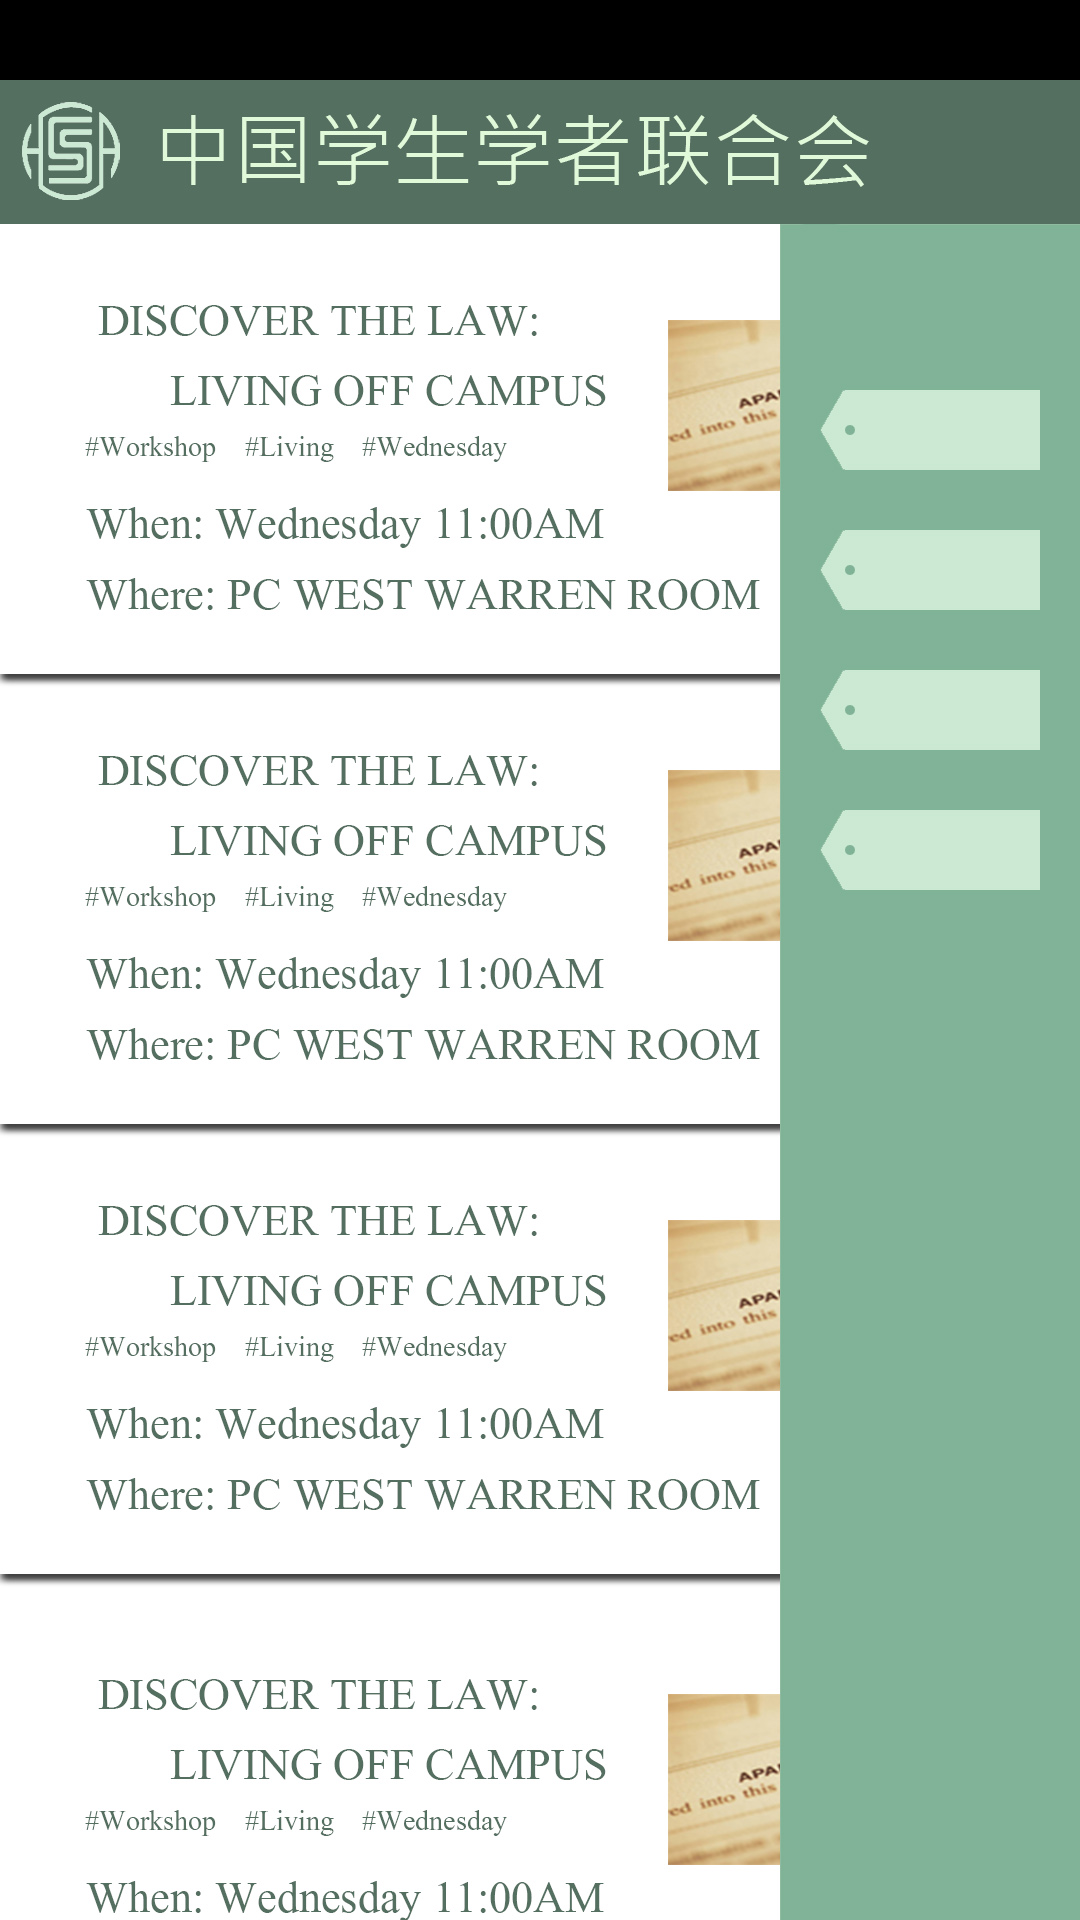 中国学生学者联合会
DISCOVER THE LAW:
LIVING OFF CAMPUS
#Workshop #Living #Wednesday
APA
ed into this
When: Wednesday 11:00AM
Where: PC WEST WARREN ROOM
DISCOVER THE LAW:
LIVING OFF CAMPUS
#Workshop #Living #Wednesday
APA
ed into this
When: Wednesday 11:00AM
Where: PC WEST WARREN ROOM
DISCOVER THE LAW:
LIVING OFF CAMPUS
#Workshop #Living #Wednesday
APA
ed into this
When: Wednesday 11:00AM
Where: PC WEST WARREN ROOM
DISCOVER THE LAW:
LIVING OFF CAMPUS
#Workshop #Living #Wednesday
APA
ed into this
When: Wednesday 11:00AM